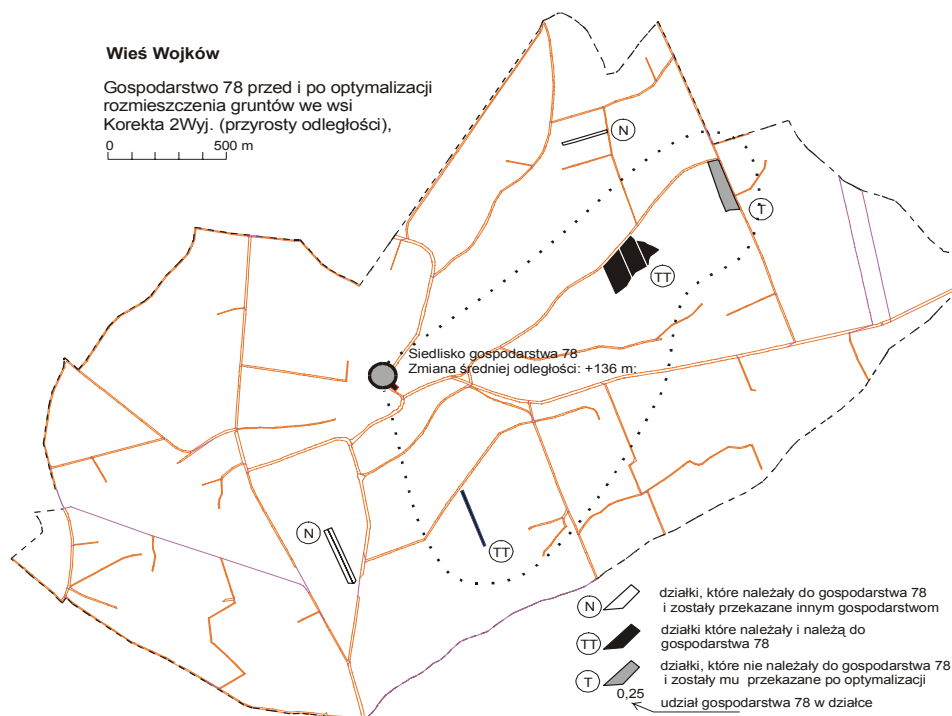 Wieś Wojków
Gospodarstwo 78 przed i po optymalizacji
rozmieszczenia gruntów we wsi
Korekta 2Wyj. (przyrosty odległości),
0 500 m
N
T
TT
Siedlisko gospodarstwa 78
Zmiana średniej odległości: +136 m;
N
TT
N działki, które należały do gospodarstwa 78
i zostały przekazane innym gospodarstwom
TT działki które należały i należą do
gospodarstwa 78
T działki, które nie należały do gospodarstwa 78
i zostały mu przekazane po optymalizacji
0,25
udział gospodarstwa 78 w działce